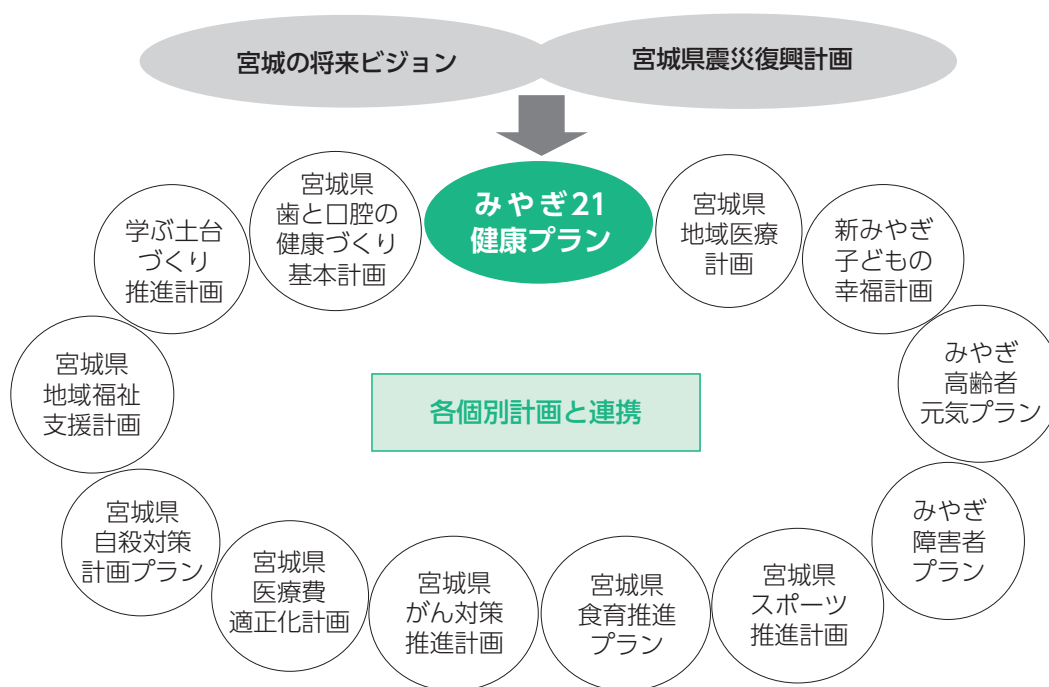 宮城の将来ビジョン
宮城県震災復興計画
みやぎ21
健康プラン
宮城県
地域医療
計画
新みやぎ
子どもの
幸福計画
みやぎ
高齢者
元気プラン
みやぎ
障害者
プラン
宮城県
スポーツ
推進計画
宮城県
食育推進
プラン
宮城県
がん対策
推進計画
宮城県
医療費
適正化計画
宮城県
自殺対策
計画プラン
宮城県
地域福祉
支援計画
学ぶ土台
づくり
推進計画
宮城県
歯と口腔の
健康づくり
基本計画
各個別計画と連携